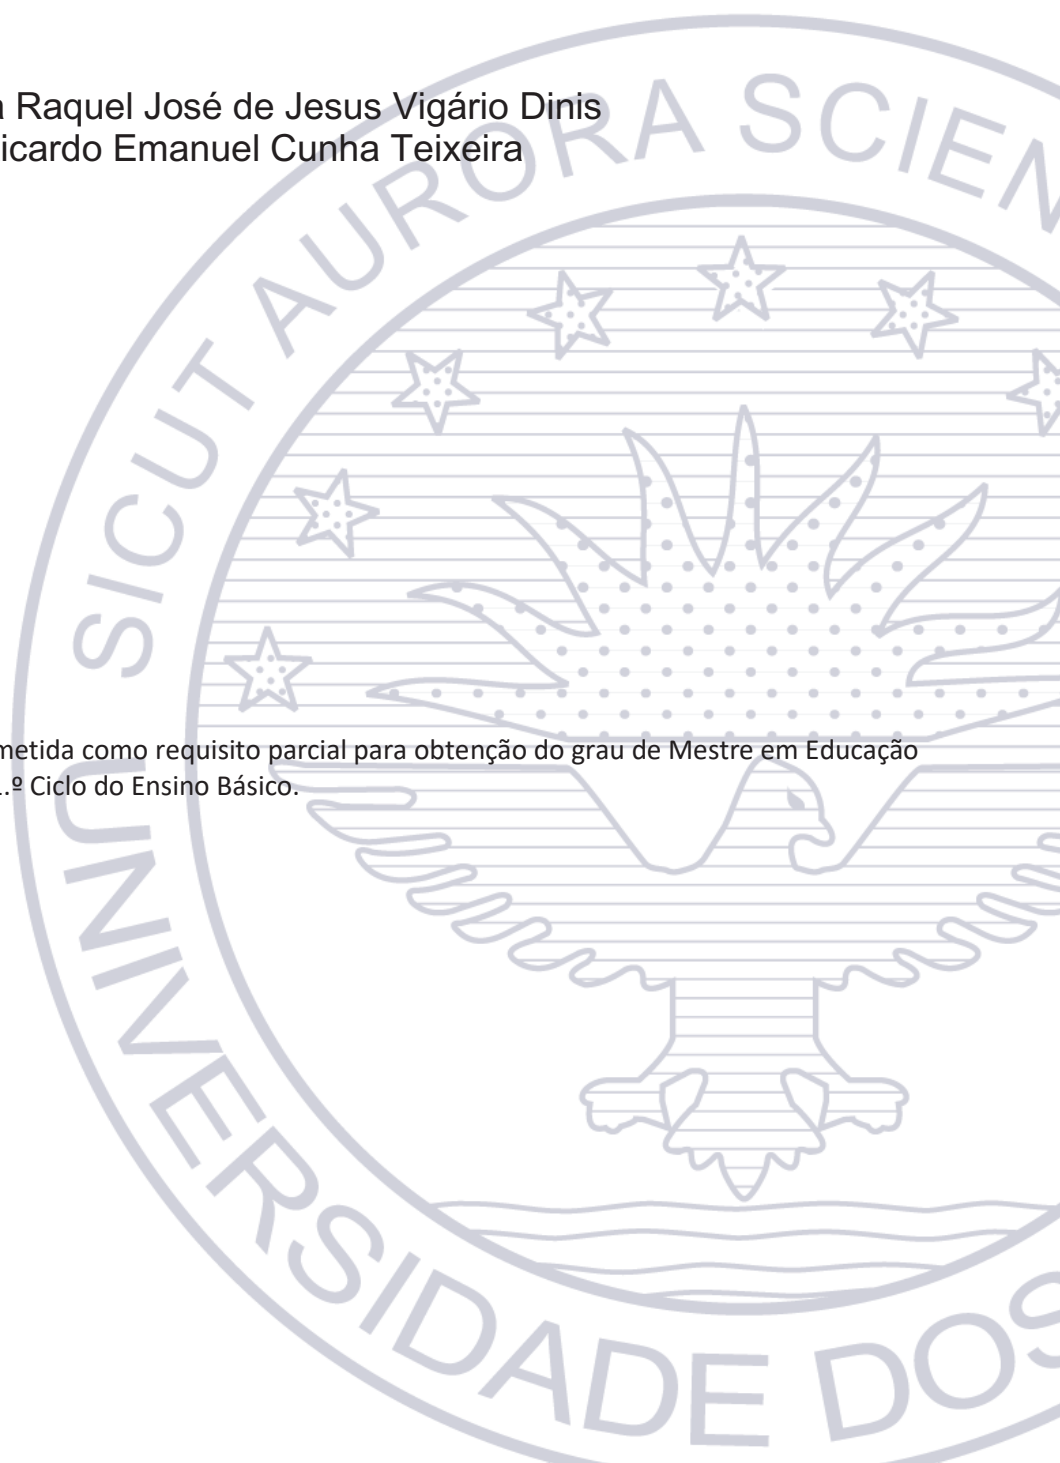 a Raquel José de Jesus Vigário Dinis
icardo Emanuel Cunha Teixeira
SICUT AURORA SCIEN
metida como requisito parcial para obtenção do grau de Mestre em Educação
1.º Ciclo do Ensino Básico.
UNIVERSIDADE DOS